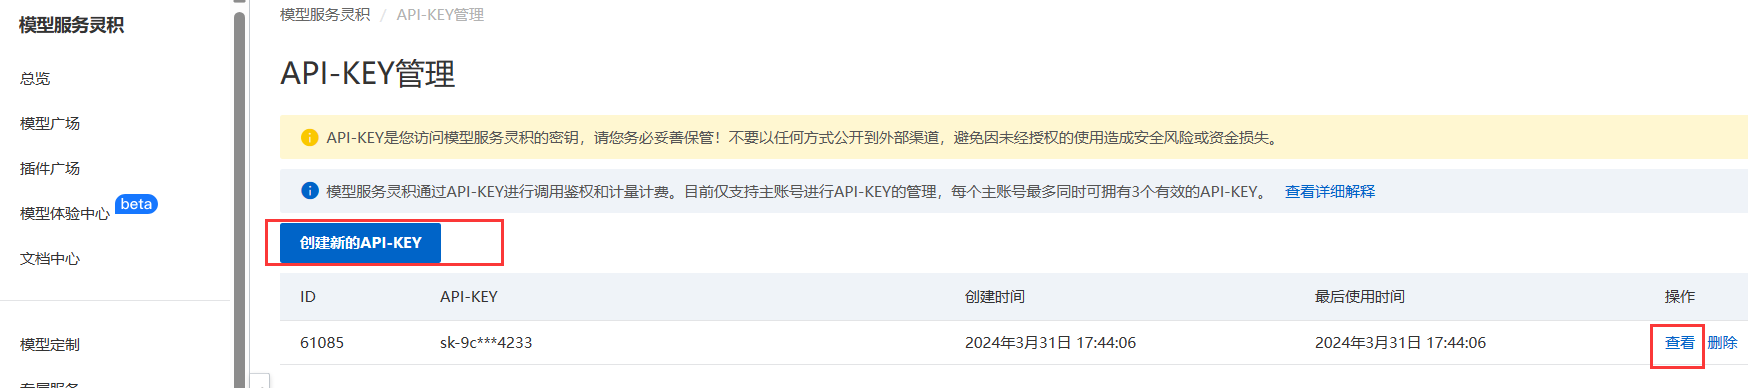 模型服务灵积
总览
模型广场
插件广场
模型体验中心 beta
文档中心
模型定制
专属服务
模型服务灵积 / API-KEY管理
API-KEY管理
API-KEY是您访问模型服务灵积的密钥，请您务必妥善保管！不要以任何方式公开到外部渠道，避免因未经授权的使用造成安全风险或资金损失。
模型服务灵积通过API-KEY进行调用鉴权和计量计费。目前仅支持主账号进行API-KEY的管理，每个主账号最多同时可拥有3个有效的API-KEY。 查看详细解释
创建新的API-KEY
ID API-KEY 创建时间 最后使用时间 操作
61085 sk-9c***4233 2024年3月31日 17:44:06 2024年3月31日 17:44:06 查看 删除